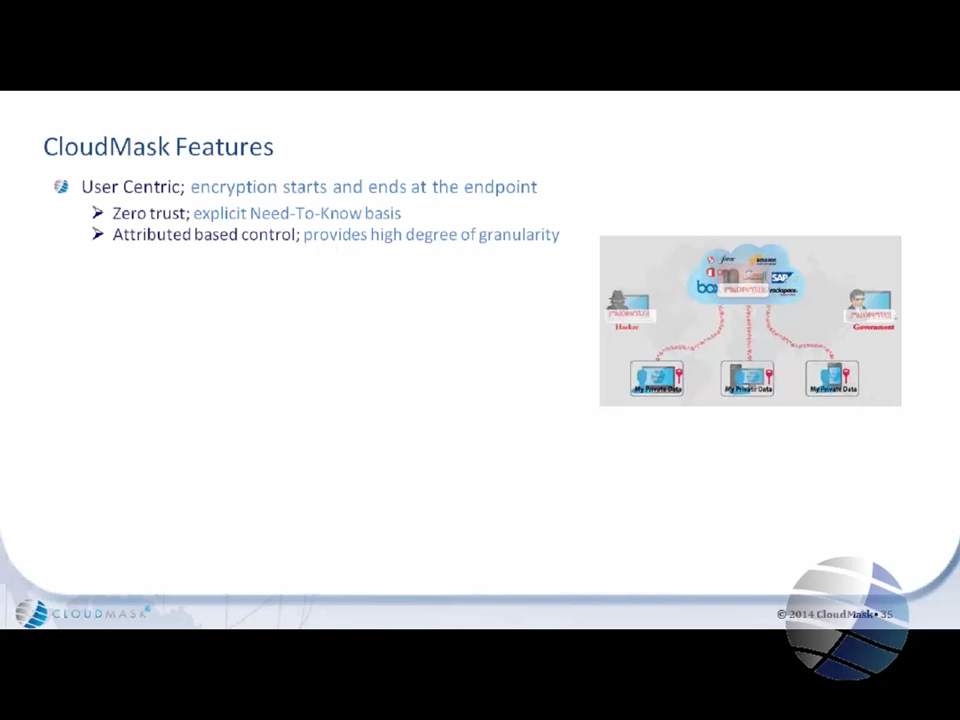 CloudMask Features
User Centric; encryption starts and ends at the endpoint
Zero trust; explicit Need-To-Know basis
Attributed based control; provides high degree of granularity
amazon
box
SAP
rackspace
Hacker
Government
My Private Data
My Private Data
My Private Data
CLOUDMASK
© 2014 CloudMask• 35